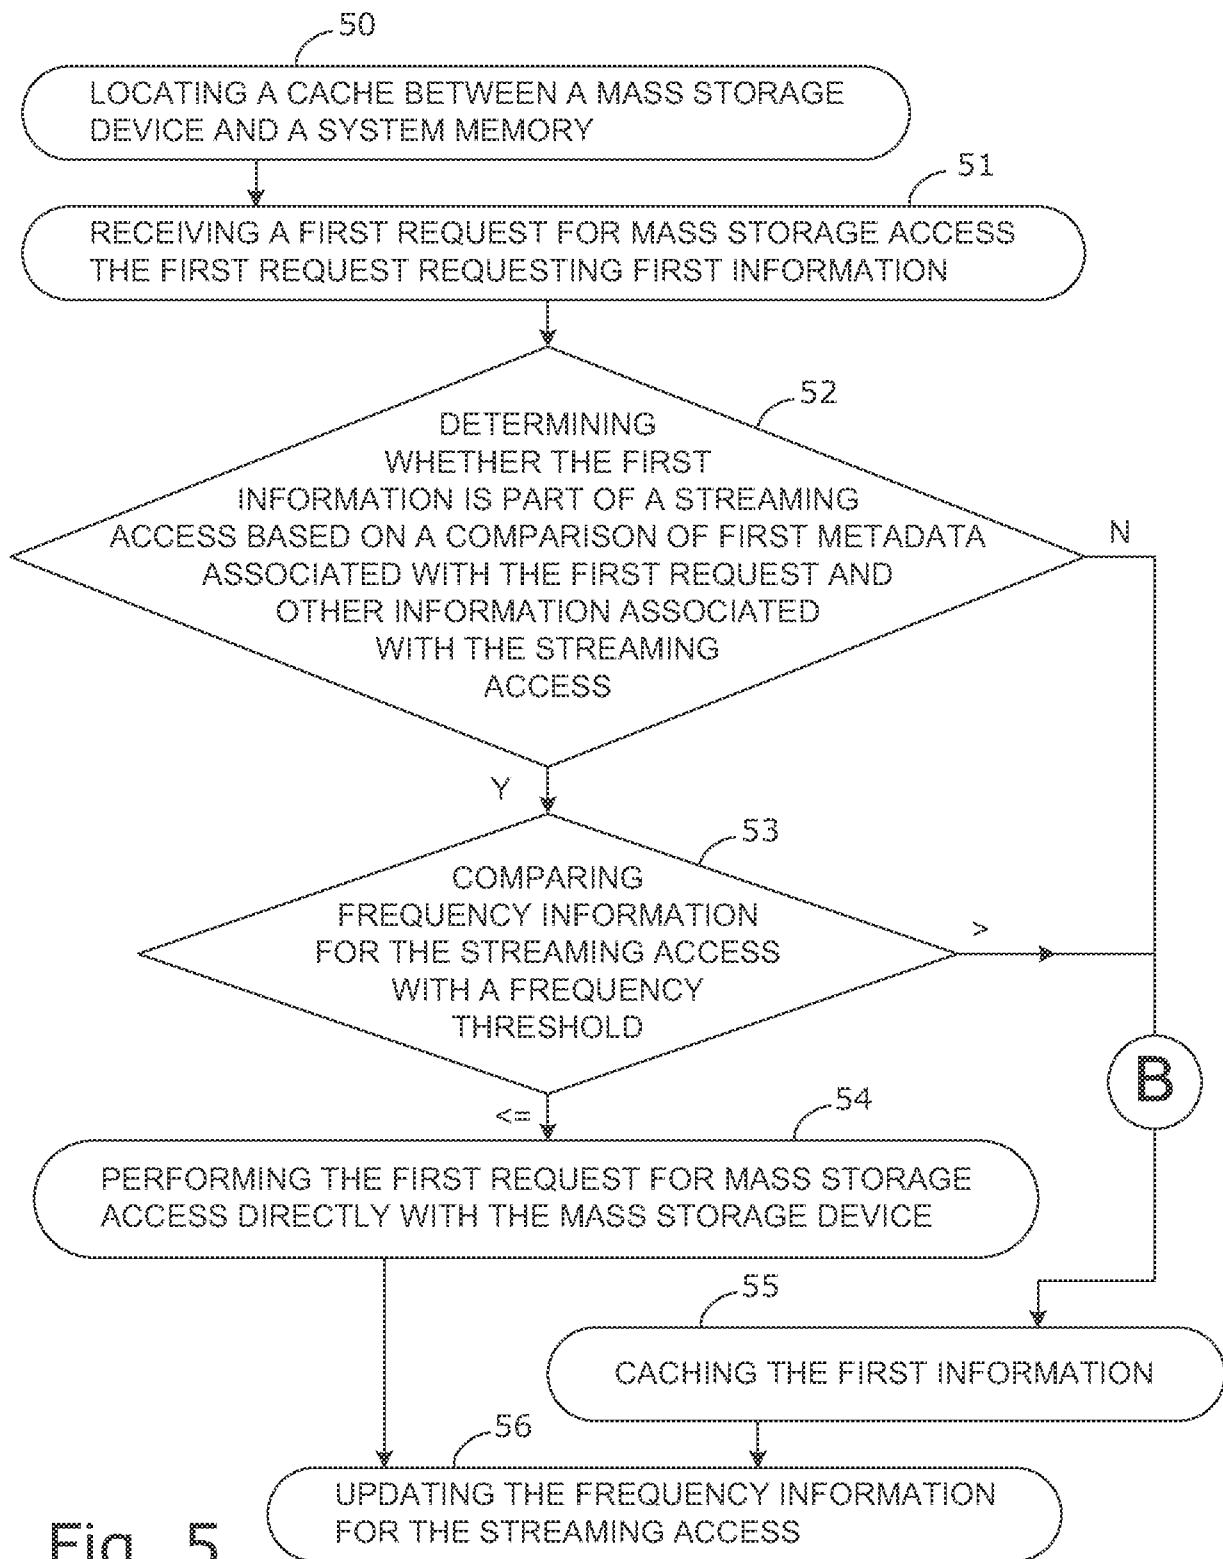 50
LOCATING A CACHE BETWEEN A MASS STORAGE
DEVICE AND A SYSTEM MEMORY
51
RECEIVING A FIRST REQUEST FOR MASS STORAGE ACCESS
THE FIRST REQUEST REQUESTING FIRST INFORMATION
52
DETERMINING
WHETHER THE FIRST
INFORMATION IS PART OF A STREAMING
ACCESS BASED ON A COMPARISON OF FIRST METADATA
ASSOCIATED WITH THE FIRST REQUEST AND
OTHER INFORMATION ASSOCIATED
WITH THE STREAMING
ACCESS
N
Y
53
COMPARING
FREQUENCY INFORMATION
FOR THE STREAMING ACCESS
WITH A FREQUENCY
THRESHOLD
>
B
<=
54
PERFORMING THE FIRST REQUEST FOR MASS STORAGE
ACCESS DIRECTLY WITH THE MASS STORAGE DEVICE
55
CACHING THE FIRST INFORMATION
56
UPDATING THE FREQUENCY INFORMATION
FOR THE STREAMING ACCESS
Fig. 5